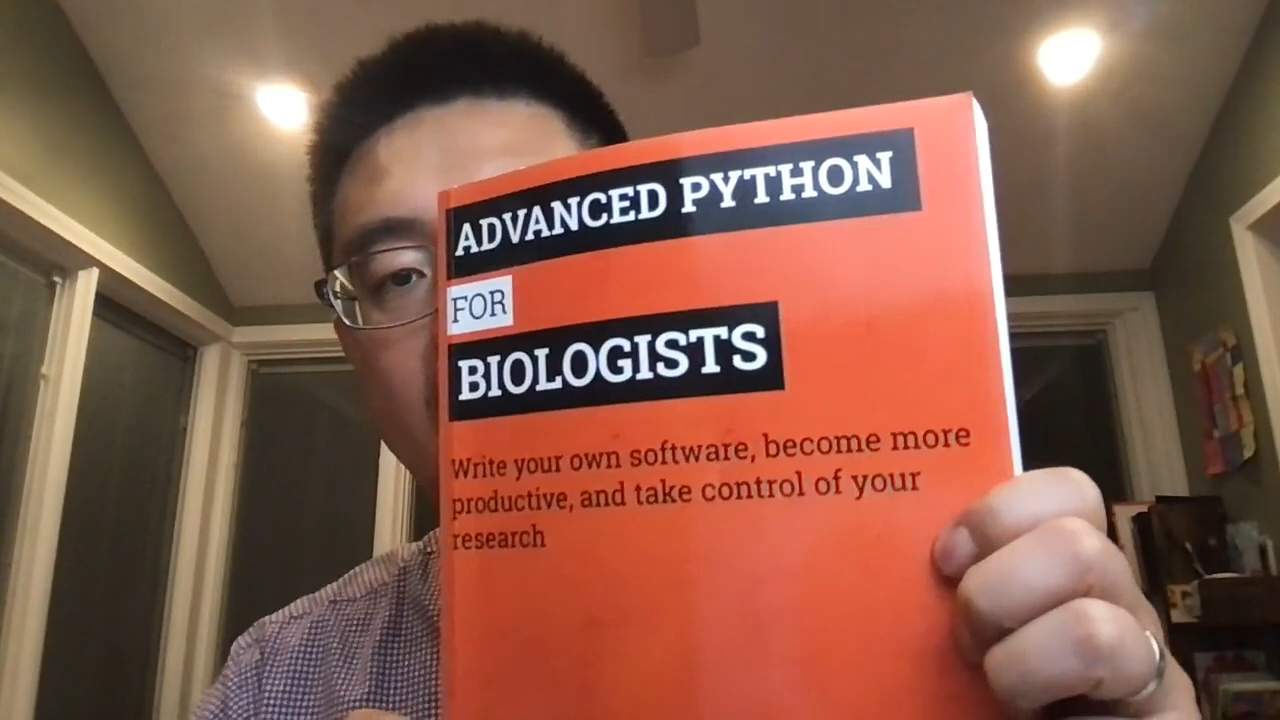 ADVANCED PYTHON
FOR
BIOLOGISTS
Write your own software, become more
productive, and take control of your
research